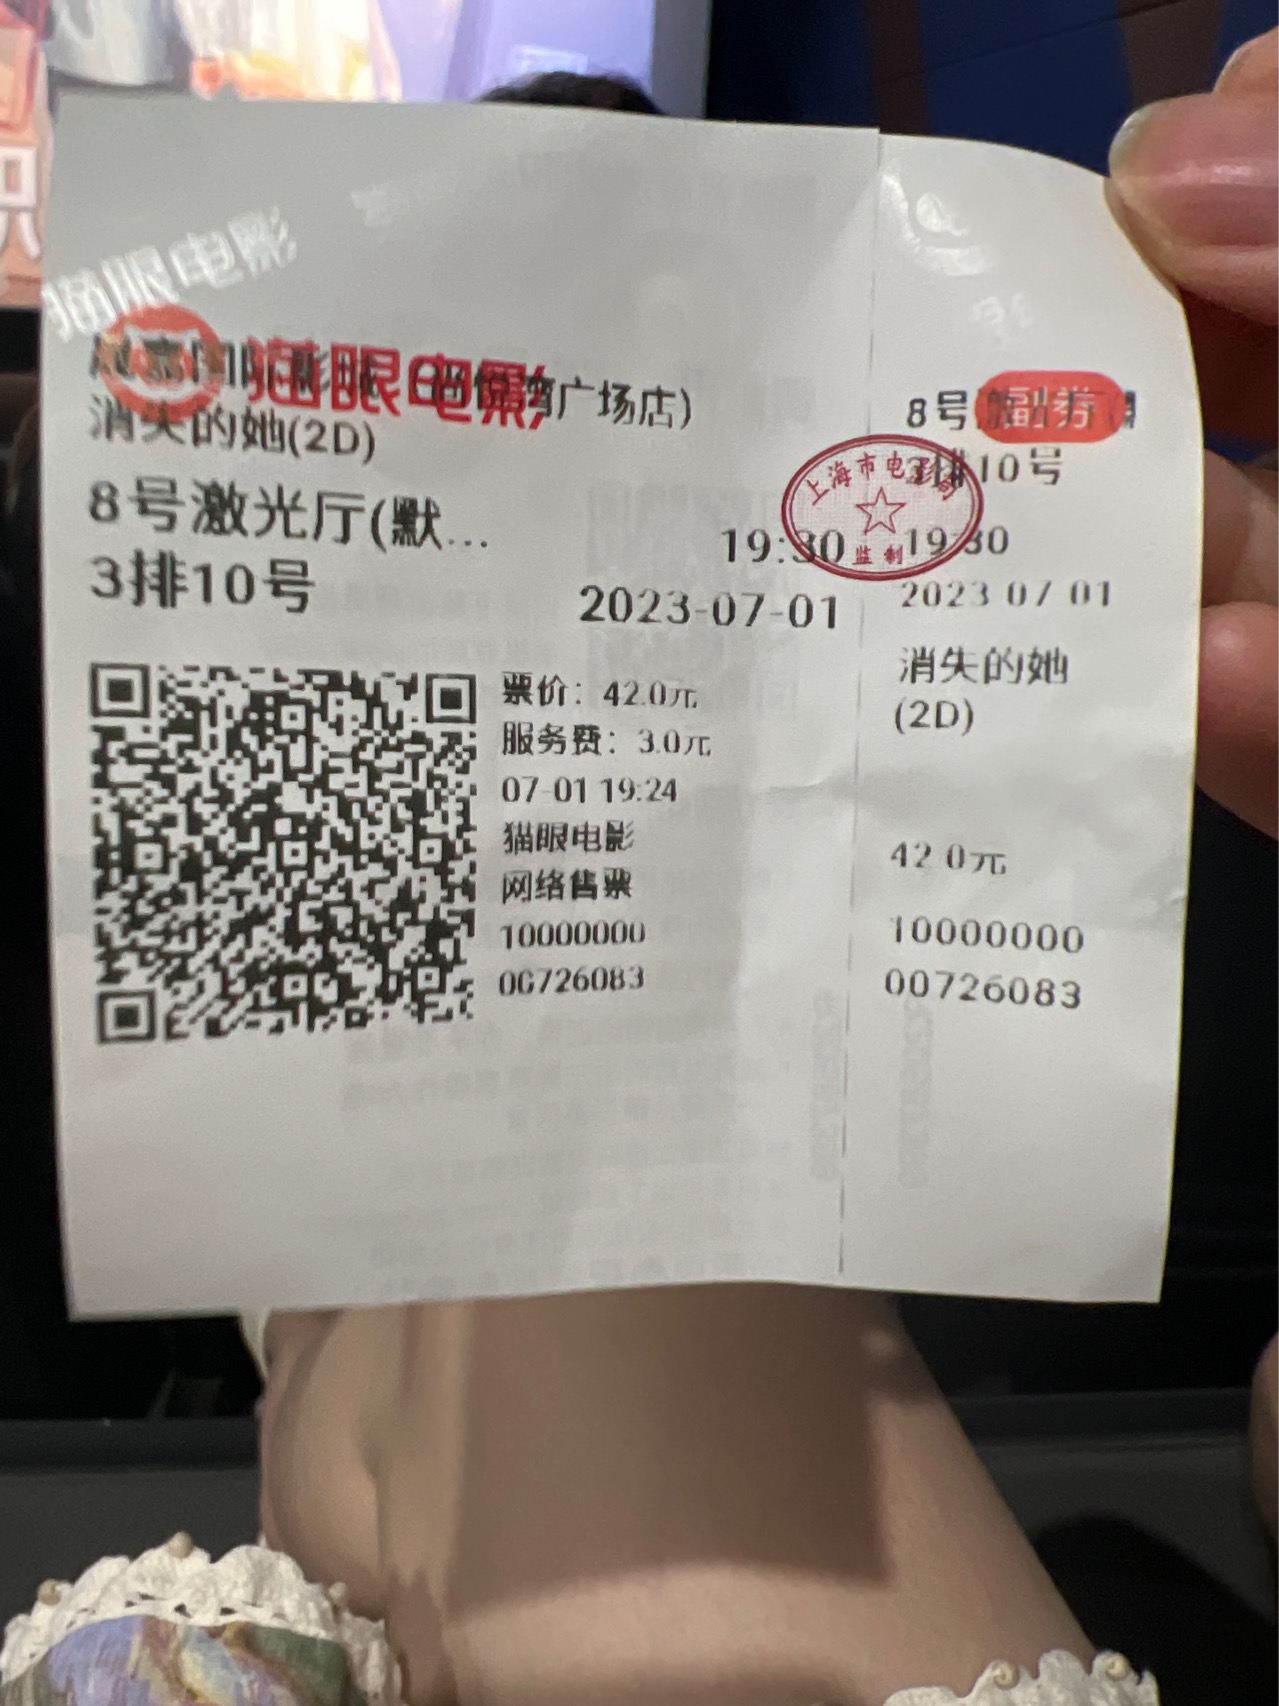 猫眼电影
猫眼电影
广场店)
消失的她(2D)
8号激光厅(默...
19:30
3排10号
2023-07-01
票价：42.0元
服务费：3.0元
07-01 19:24
猫眼电影
网络售票
10000000
00726083
副券
8号
3排10号
上海市电影局
监制
19:30
2023 07 01
消失的她
(2D)
42 0元
10000000
00726083